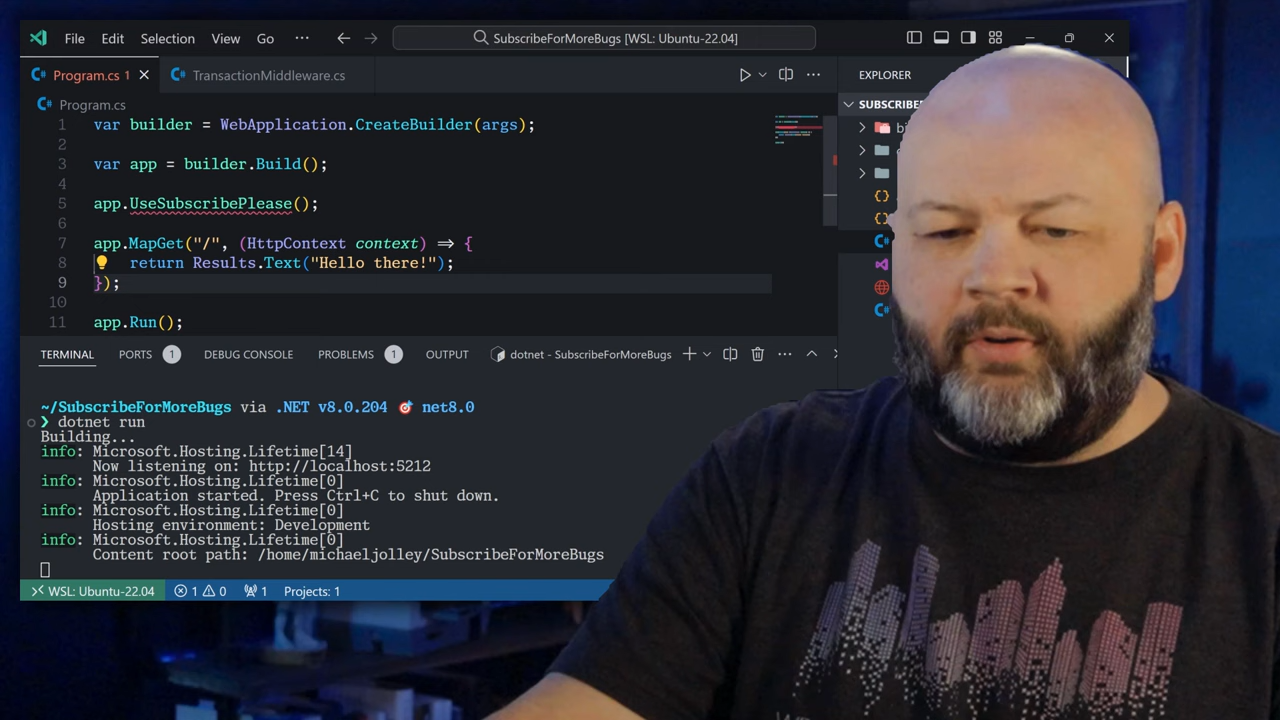 File Edit Selection View Go ··· SubscribeForMoreBugs [WSL: Ubuntu-22.04]
Program.cs 1 TransactionMiddleware.cs
EXPLORER
Program.cs
SUBSCRIBE
1 var builder = WebApplication.CreateBuilder(args);
2
3 var app = builder.Build();
4
5 app.UseSubscribePlease();
6
7 app.MapGet("/", (HttpContext context) => {
8 return Results.Text("Hello there!");
9 });
10
11 app.Run();
TERMINAL PORTS 1 DEBUG CONSOLE PROBLEMS 1 OUTPUT dotnet - SubscribeForMoreBugs
~/SubscribeForMoreBugs via .NET v8.0.204 🎯 net8.0
❯ dotnet run
Building...
info: Microsoft.Hosting.Lifetime[14]
Now listening on: http://localhost:5212
info: Microsoft.Hosting.Lifetime[0]
Application started. Press Ctrl+C to shut down.
info: Microsoft.Hosting.Lifetime[0]
Hosting environment: Development
info: Microsoft.Hosting.Lifetime[0]
Content root path: /home/michaeljolley/SubscribeForMoreBugs
WSL: Ubuntu-22.04 1 0 1 Projects: 1